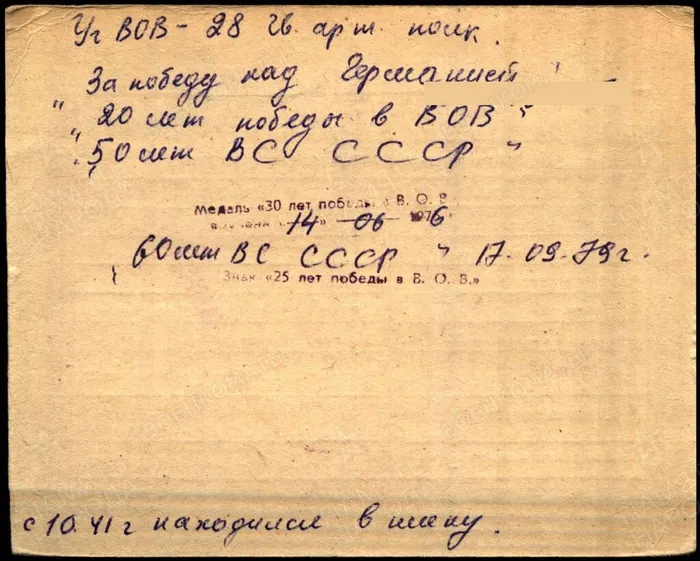 Уч ВОВ - 28 гв. арт. полк.
За победу над Германией "
" 20 лет победы в ВОВ "
" 50 лет ВС СССР "
Медаль «30 лет победы в В. О. В.
вручена «14» 06 1976
" 60 лет ВС СССР " 17.09.79 г.
Знак «25 лет победы в В. О. В.»
с 10.41 г находился в плену.